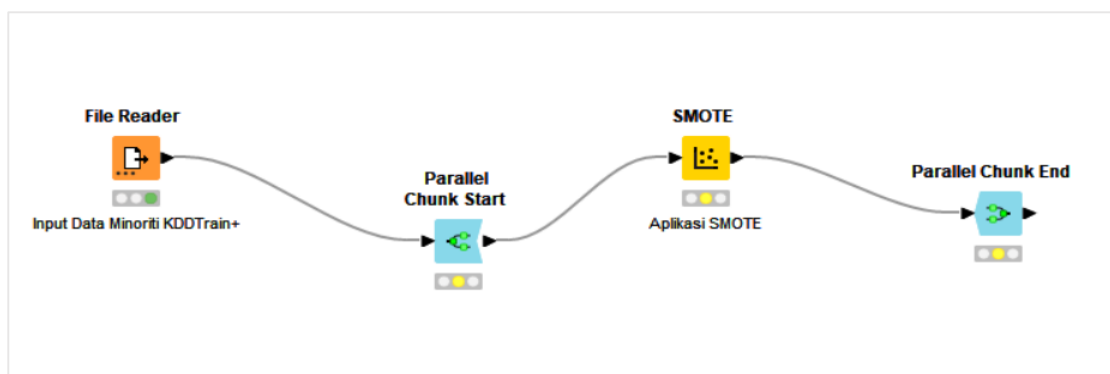 File Reader
Input Data Minoriti KDDTrain+
Parallel
Chunk Start
SMOTE
Aplikasi SMOTE
Parallel Chunk End